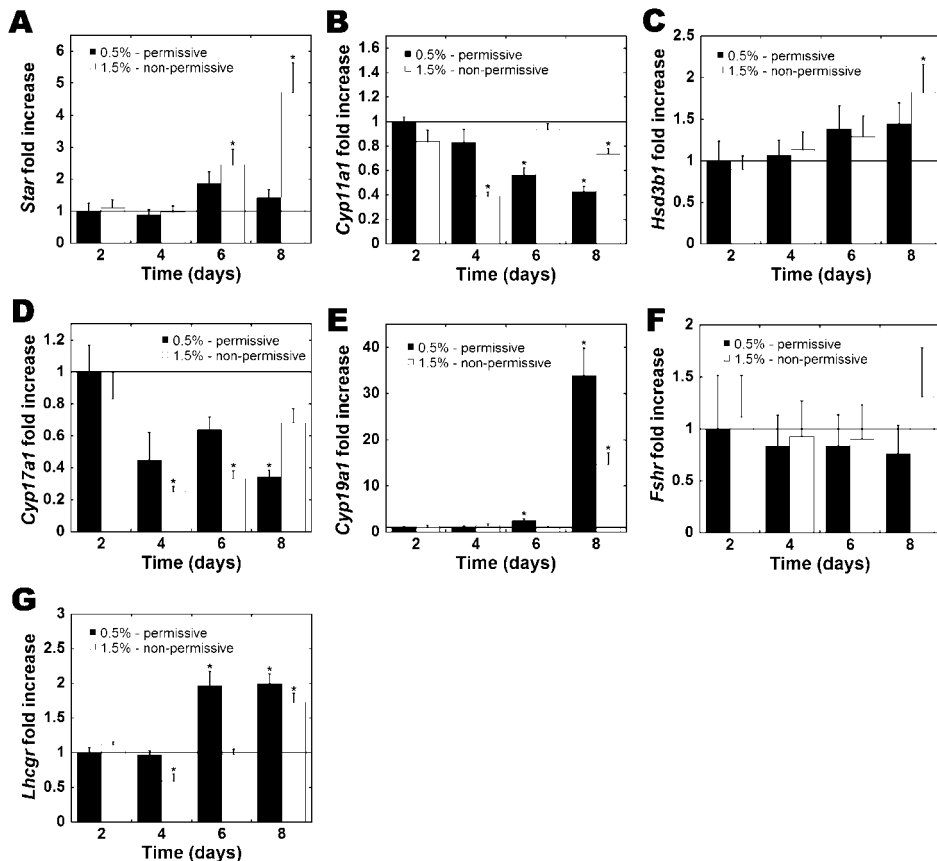 A
Star fold increase
6
5
4
3
2
1
0
0.5% - permissive
1.5% - non-permissive
*
*
2 4 6 8
Time (days)
B
Cyp11a1 fold increase
1.6
1.4
1.2
1
0.8
0.6
0.4
0.2
0
0.5% - permissive
1.5% - non-permissive
*
*
*
*
2 4 6 8
Time (days)
C
Hsd3b1 fold increase
2.5
2
1.5
1
0.5
0
0.5% - permissive
1.5% - non-permissive
*
2 4 6 8
Time (days)
D
Cyp17a1 fold increase
1.2
1
0.8
0.6
0.4
0.2
0
0.5% - permissive
1.5% - non-permissive
*
*
*
2 4 6 8
Time (days)
E
Cyp19a1 fold increase
40
30
20
10
0
0.5% - permissive
1.5% - non-permissive
*
*
*
2 4 6 8
Time (days)
F
Fshr fold increase
2
1.5
1
0.5
0
0.5% - permissive
1.5% - non-permissive
2 4 6 8
Time (days)
G
Lhcgr fold increase
3
2.5
2
1.5
1
0.5
0
0.5% - permissive
1.5% - non-permissive
*
*
*
*
2 4 6 8
Time (days)